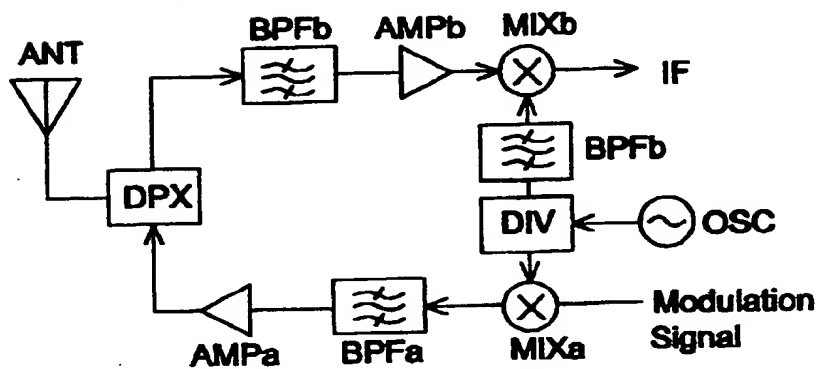 BPFb
AMPb
MIXb
ANT
IF
BPFb
DPX
DIV
OSC
Modulation
Signal
AMPa
BPFa
MIXa